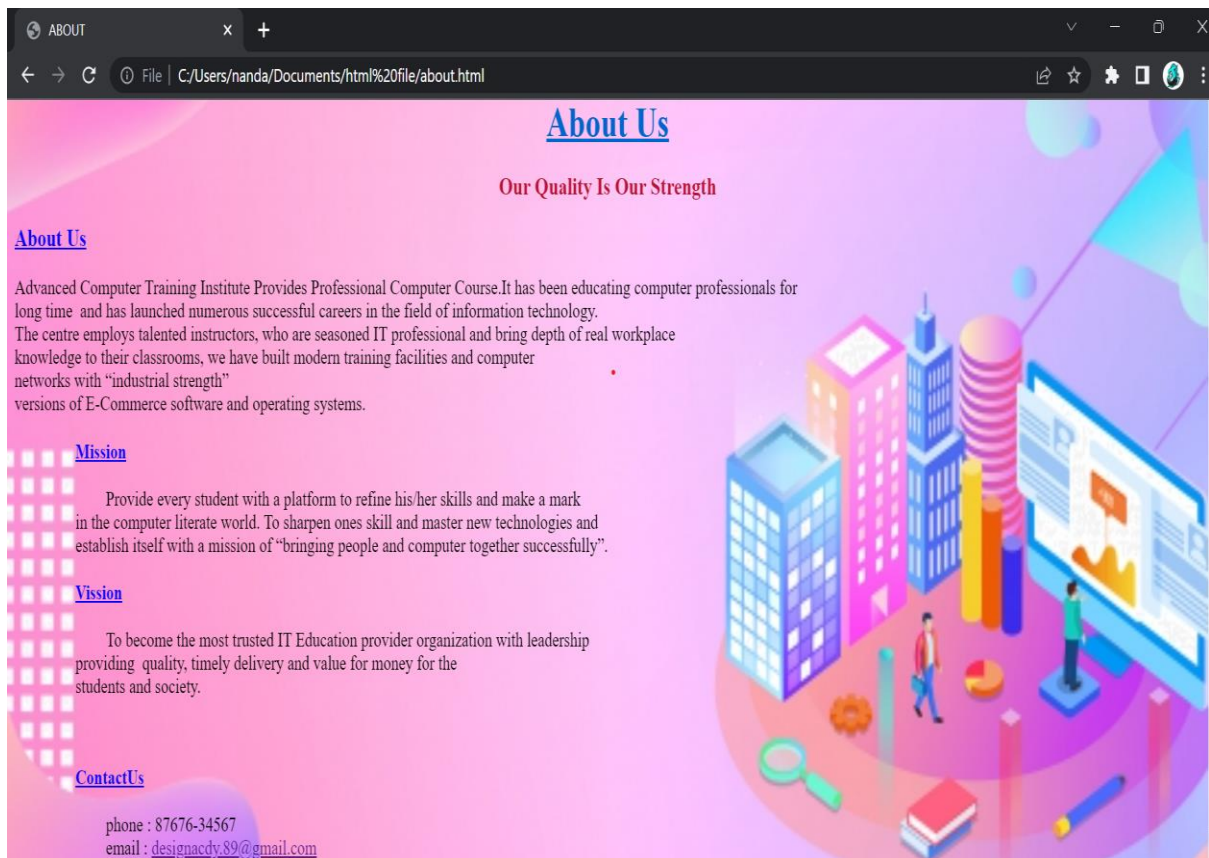 ABOUT
File | C:/Users/nanda/Documents/html%20file/about.html
About Us
Our Quality Is Our Strength
About Us
Advanced Computer Training Institute Provides Professional Computer Course.It has been educating computer professionals for
long time and has launched numerous successful careers in the field of information technology.
The centre employs talented instructors, who are seasoned IT professional and bring depth of real workplace
knowledge to their classrooms, we have built modern training facilities and computer
networks with “industrial strength”
versions of E-Commerce software and operating systems.
Mission
Provide every student with a platform to refine his/her skills and make a mark
in the computer literate world. To sharpen ones skill and master new technologies and
establish itself with a mission of “bringing people and computer together successfully”.
Vission
To become the most trusted IT Education provider organization with leadership
providing quality, timely delivery and value for money for the
students and society.
ContactUs
phone : 87676-34567
email : designacdy.89@gmail.com